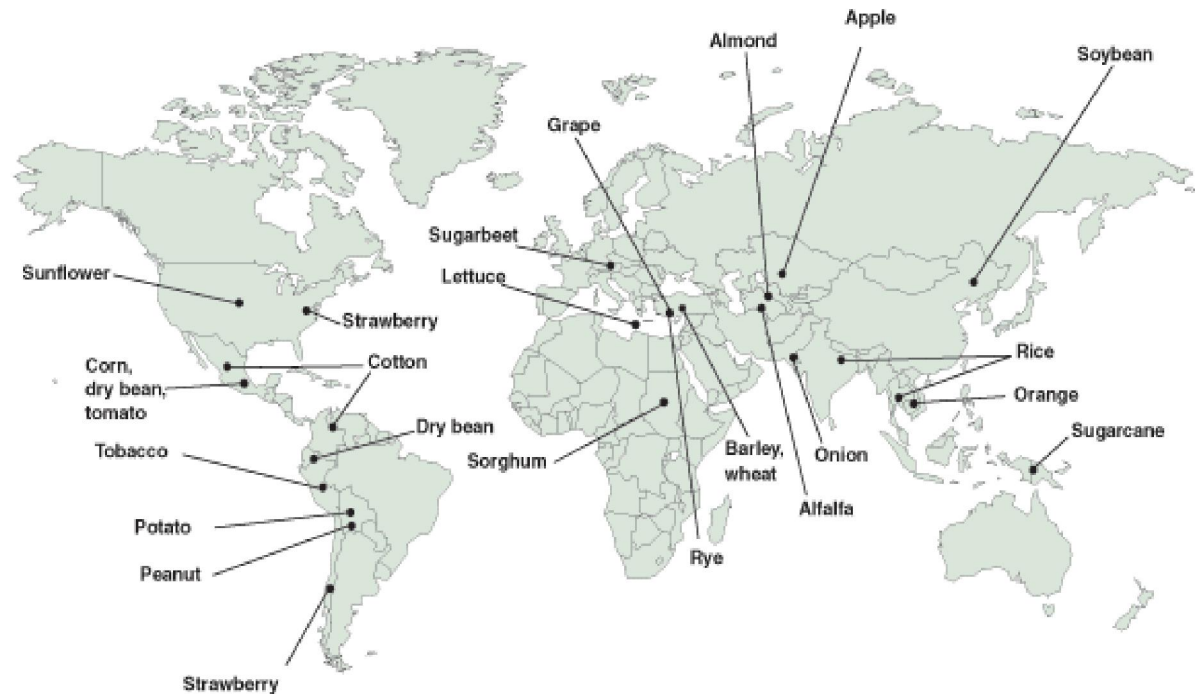 Apple
Almond
Soybean
Grape
Sugarbeet
Lettuce
Sunflower
Strawberry
Corn,
dry bean,
tomato
Cotton
Rice
Orange
Dry bean
Tobacco
Sorghum
Barley,
wheat
Onion
Sugarcane
Alfalfa
Potato
Rye
Peanut
Strawberry